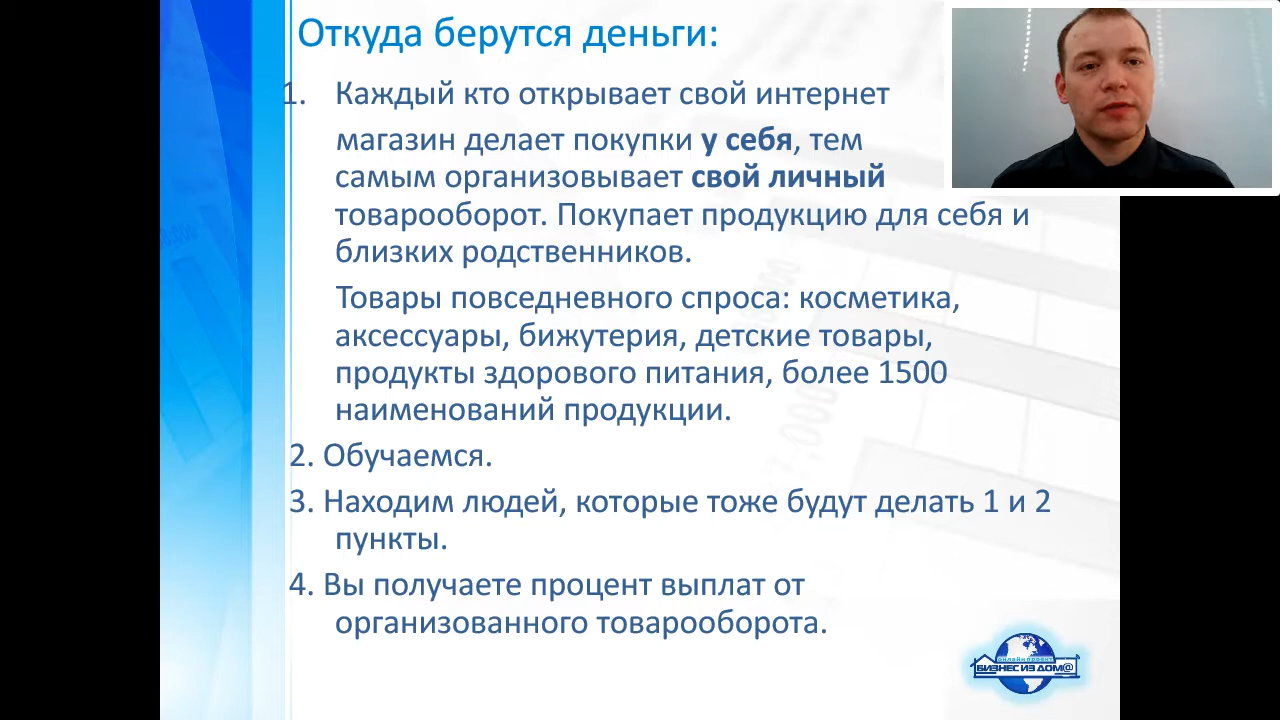 Откуда берутся деньги:
1. Каждый кто открывает свой интернет
магазин делает покупки у себя, тем
самым организовывает свой личный
товарооборот. Покупает продукцию для себя и
близких родственников.
Товары повседневного спроса: косметика,
аксессуары, бижутерия, детские товары,
продукты здорового питания, более 1500
наименований продукции.
2. Обучаемся.
3. Находим людей, которые тоже будут делать 1 и 2
пункты.
4. Вы получаете процент выплат от
организованного товарооборота.
онлайн проект
БИЗНЕС ИЗ ДОМ@